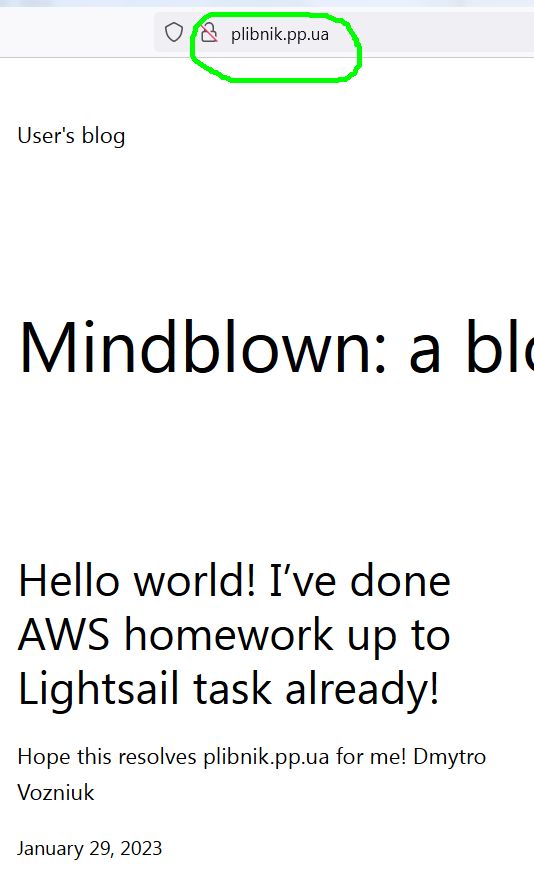 plibnik.pp.ua
User's blog
Mindblown: a blo
Hello world! I’ve done
AWS homework up to
Lightsail task already!
Hope this resolves plibnik.pp.ua for me! Dmytro
Vozniuk
January 29, 2023